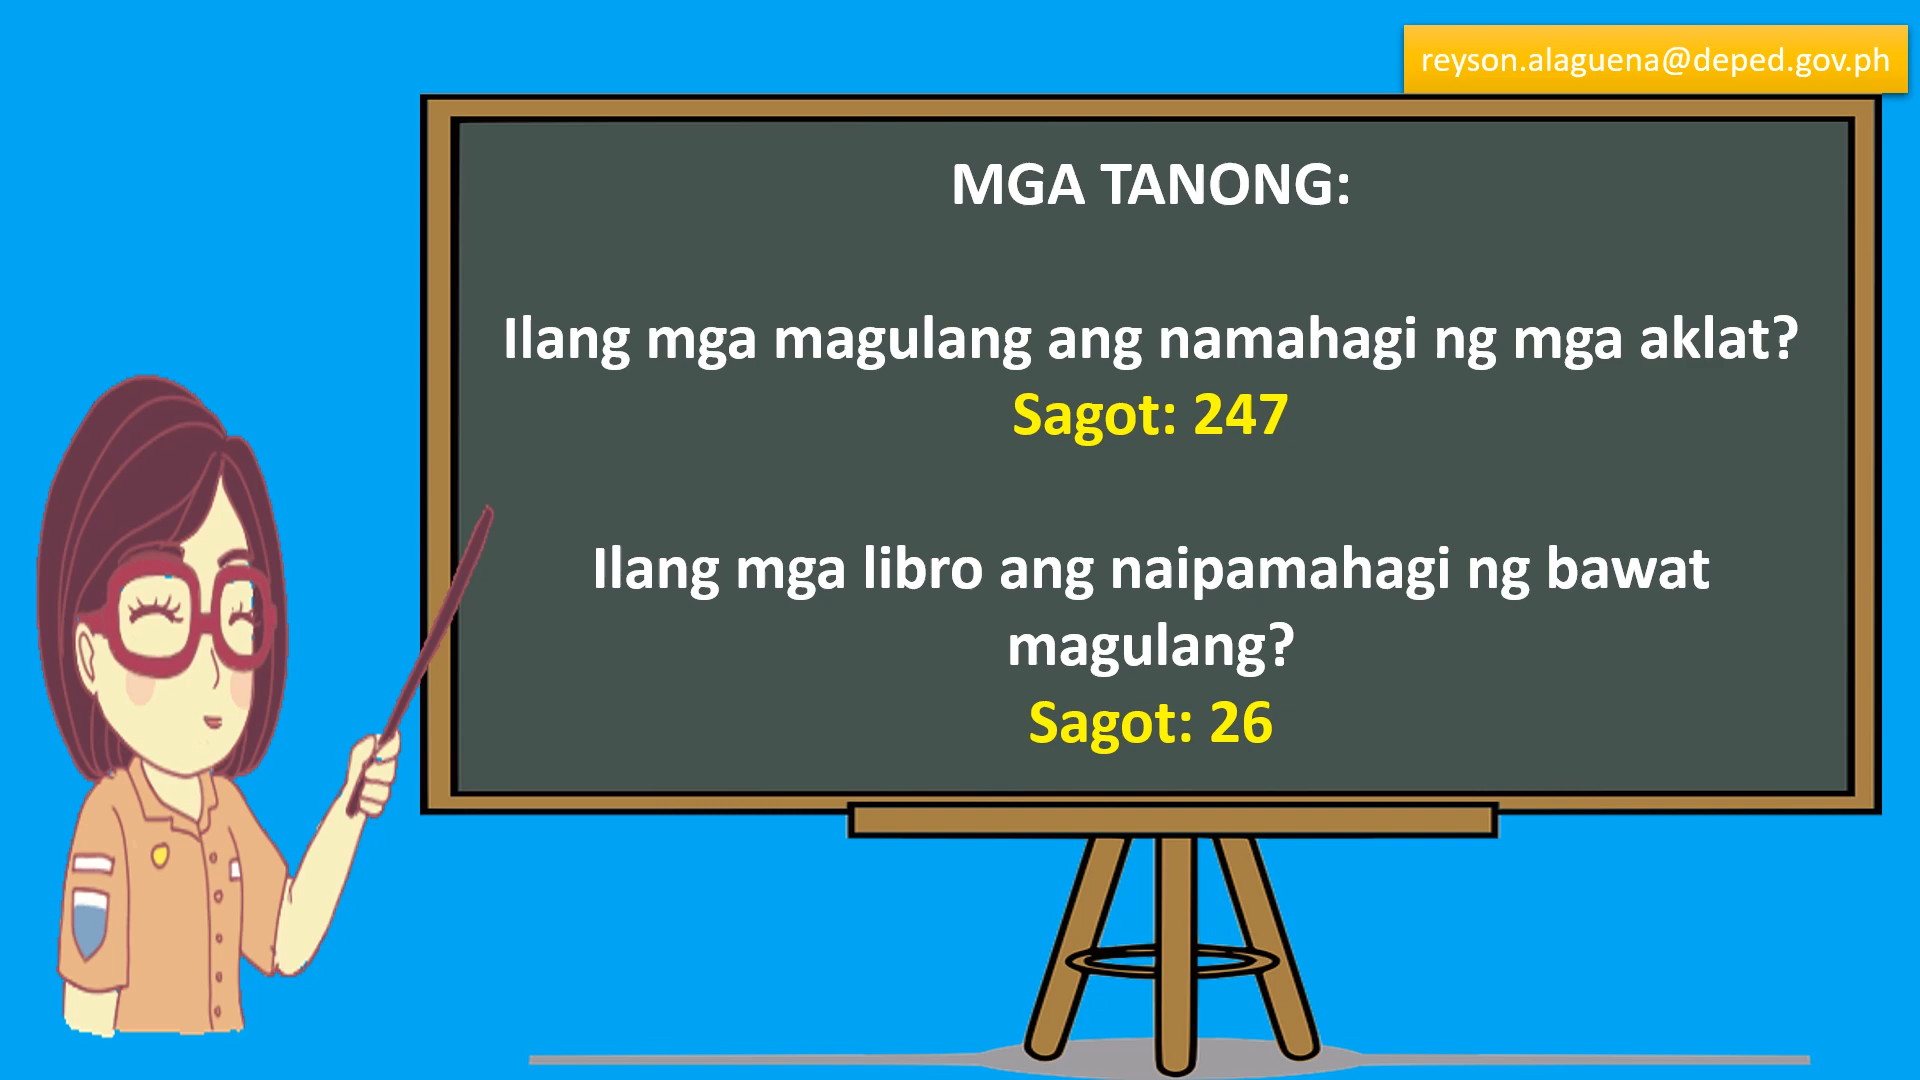 reyson.alaguena@deped.gov.ph
MGA TANONG:
Ilang mga magulang ang namahagi ng mga aklat?
Sagot: 247
Ilang mga libro ang naipamahagi ng bawat
magulang?
Sagot: 26